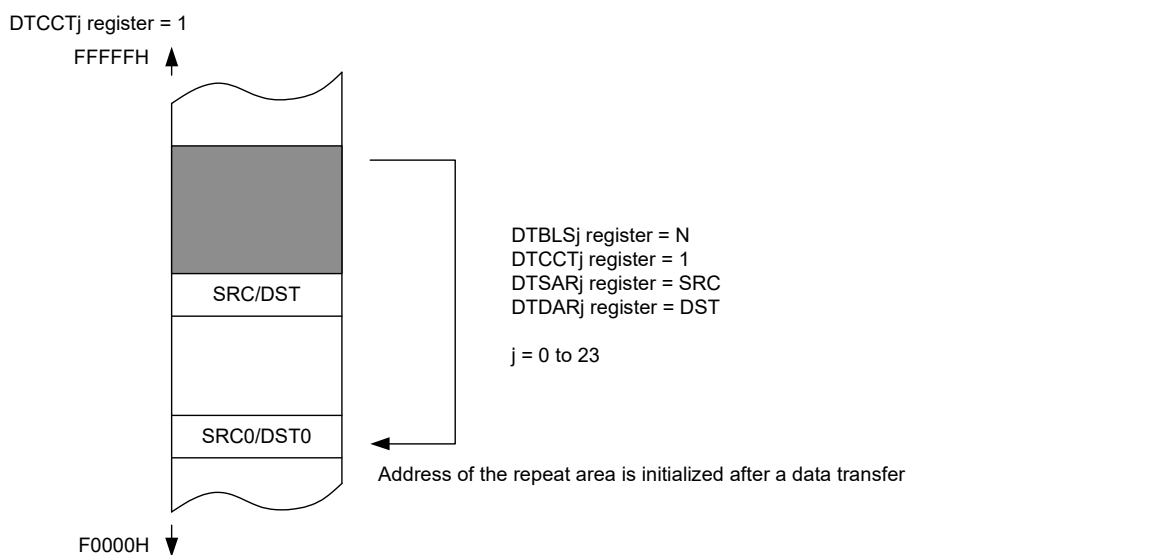 DTCCTj register = 1
FFFFFH
DTBLSj register = N
DTCCTj register = 1
SRC/DST
DTSARj register = SRC
DTDARj register = DST
j = 0 to 23
SRC0/DST0
Address of the repeat area is initialized after a data transfer
F0000H